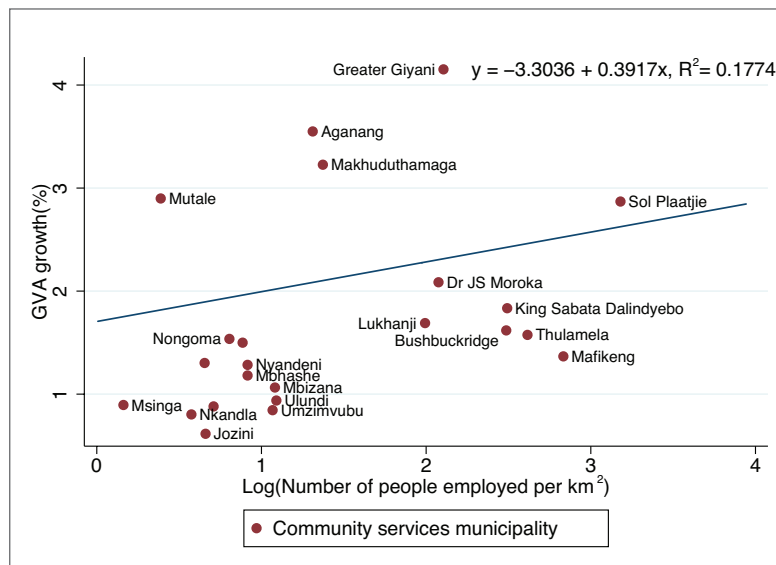 Greater Giyani
y = −3.3036 + 0.3917x, R²= 0.1774
4
Aganang
Makhuduthamaga
3
Mutale
Sol Plaatjie
GVA growth(%)
Dr JS Moroka
2
King Sabata Dalindyebo
Lukhanji
Bushbuckridge
Thulamela
Nongoma
Mafikeng
Nyandeni
Mbhashe
Mbizana
1
Msinga
Ulundi
Nkandla
Umzimvubu
Jozini
0 1 2 3 4
Log(Number of people employed per km²)
Community services municipality